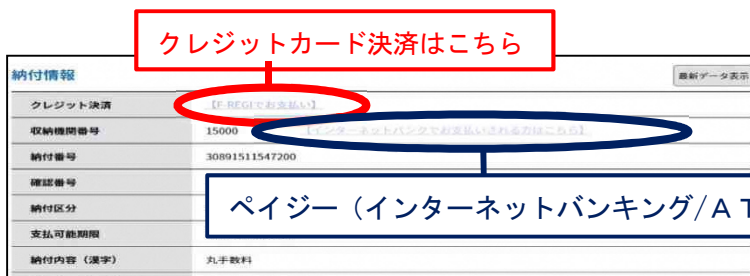 クレジットカード決済はこちら
納付情報
最新データ表示
クレジット決済 【F-REGIでお支払い】
収納機関番号 15000 【インターネットバンクでお支払いされる方はこちら】
納付番号 30891511547200
確認番号
納付区分
ペイジー(インターネットバンキング/AT
支払可能期限
納付内容(漢字) 丸手数料